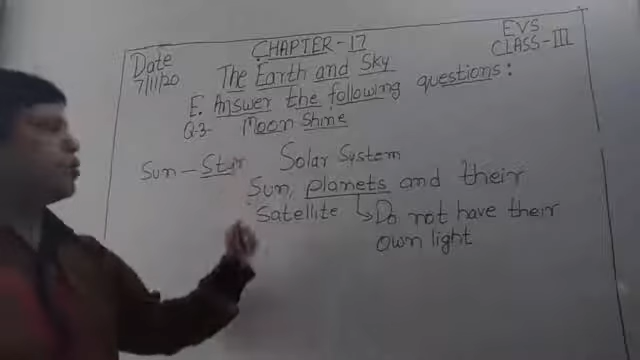 Date
7/11/20
CHAPTER-17
EVS
CLASS-III
The Earth and Sky
E. Answer the following questions:
Q.3 Moon Shine
Sun - Star
Solar System
Sun, planets and their
satellite
Do not have their
own light